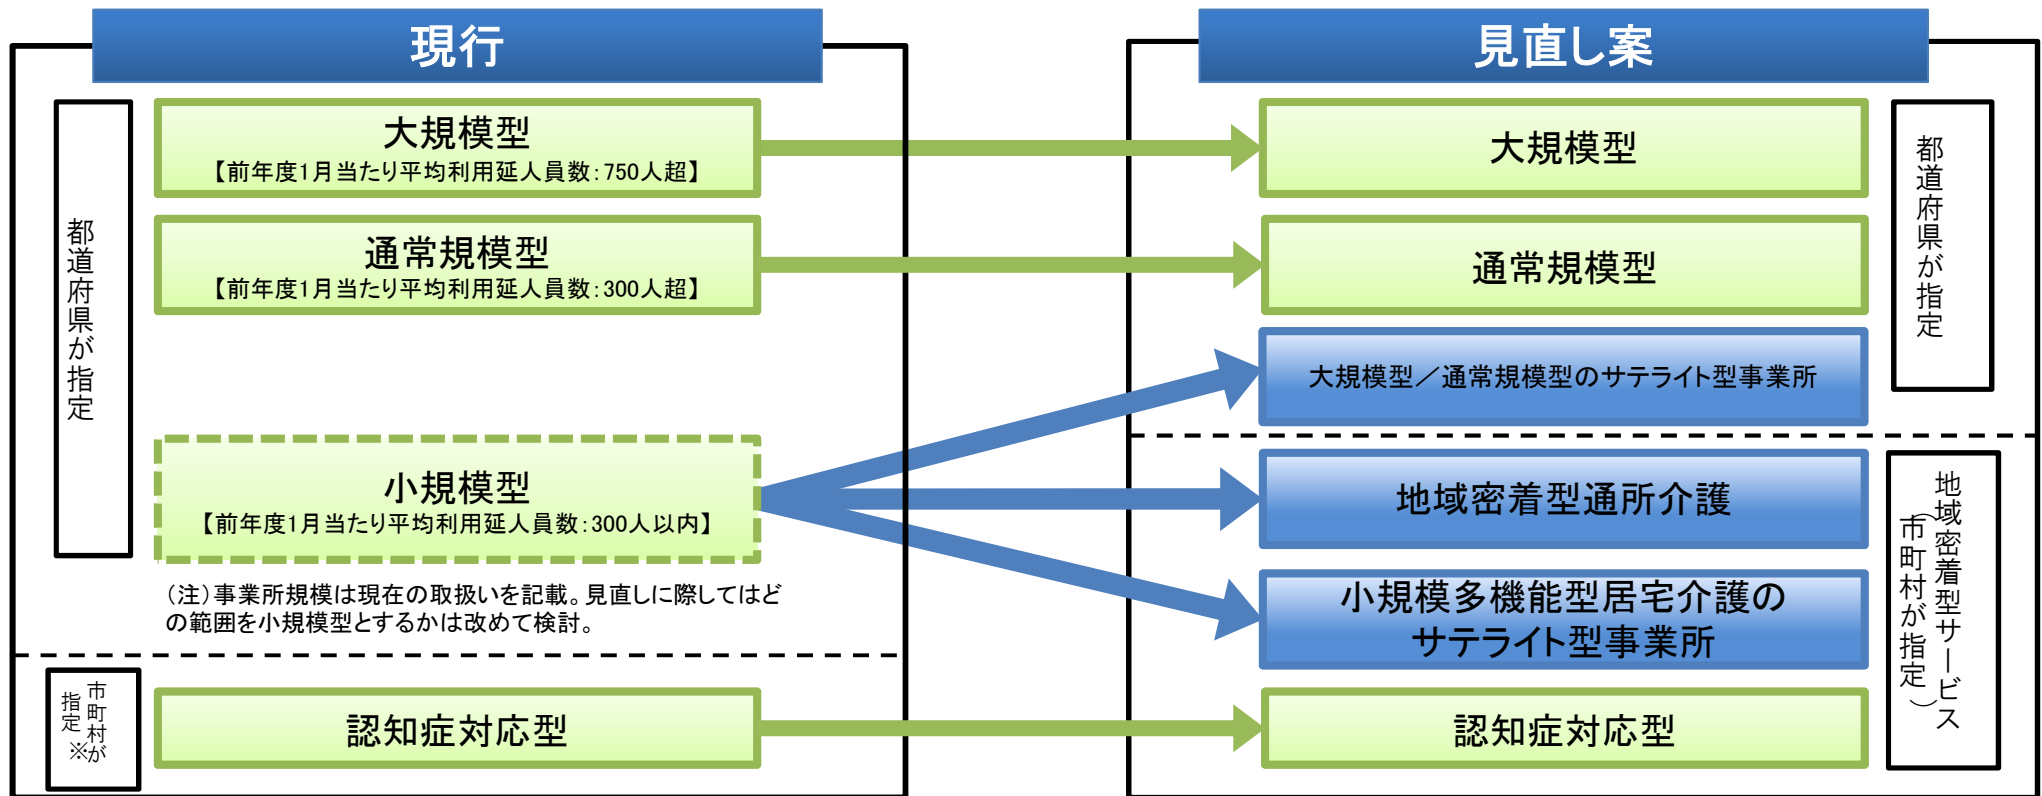 現行
都道府県が指定
大規模型
【前年度1月当たり平均利用延人員数：750人超】
通常規模型
【前年度1月当たり平均利用延人員数：300人超】
小規模型
【前年度1月当たり平均利用延人員数：300人以内】
（注）事業所規模は現在の取扱いを記載。見直しに際してはど
の範囲を小規模型とするかは改めて検討。
市町村が
指定※
認知症対応型
見直し案
大規模型
通常規模型
大規模型／通常規模型のサテライト型事業所
都道府県が指定
地域密着型通所介護
小規模多機能型居宅介護の
サテライト型事業所
認知症対応型
地域密着型サービス
（市町村が指定）